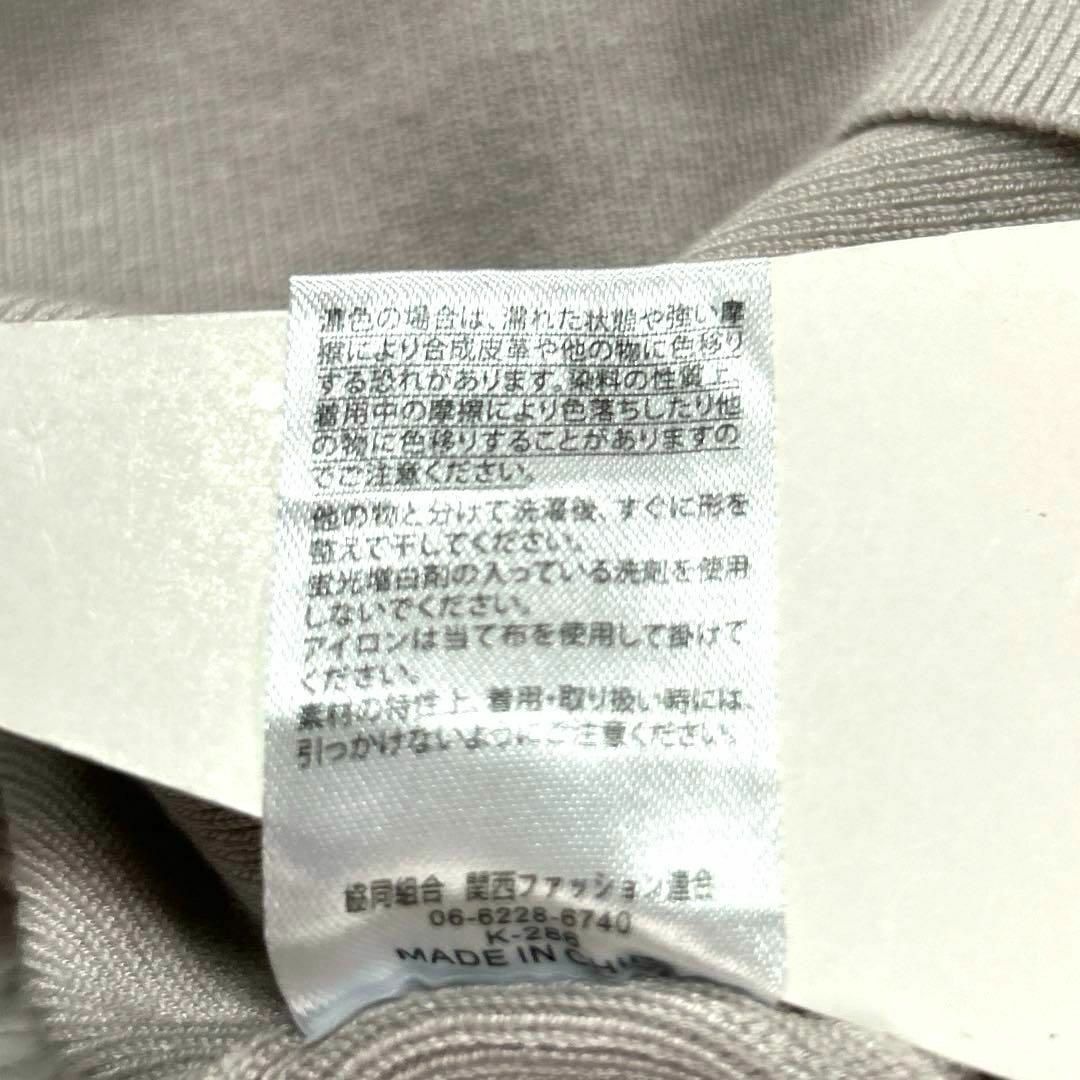 濃色の場合は、濡れた状態や強い摩
擦により合成皮革や他の物に色移り
する恐れがあります。染料の性質上、
着用中の摩擦により色落ちしたり他
の物に色移りすることがありますの
でご注意ください。
他の物と分けて洗濯後、すぐに形を
整えて干してください。
蛍光増白剤の入っている洗剤を使用
しないでください。
アイロンは当て布を使用して掛けて
ください。
素材の特性上、着用・取り扱い時には、
引っかけないようにご注意ください。
協同組合 関西ファッション連合
06-6228-6740
K-286
MADE IN CHINA